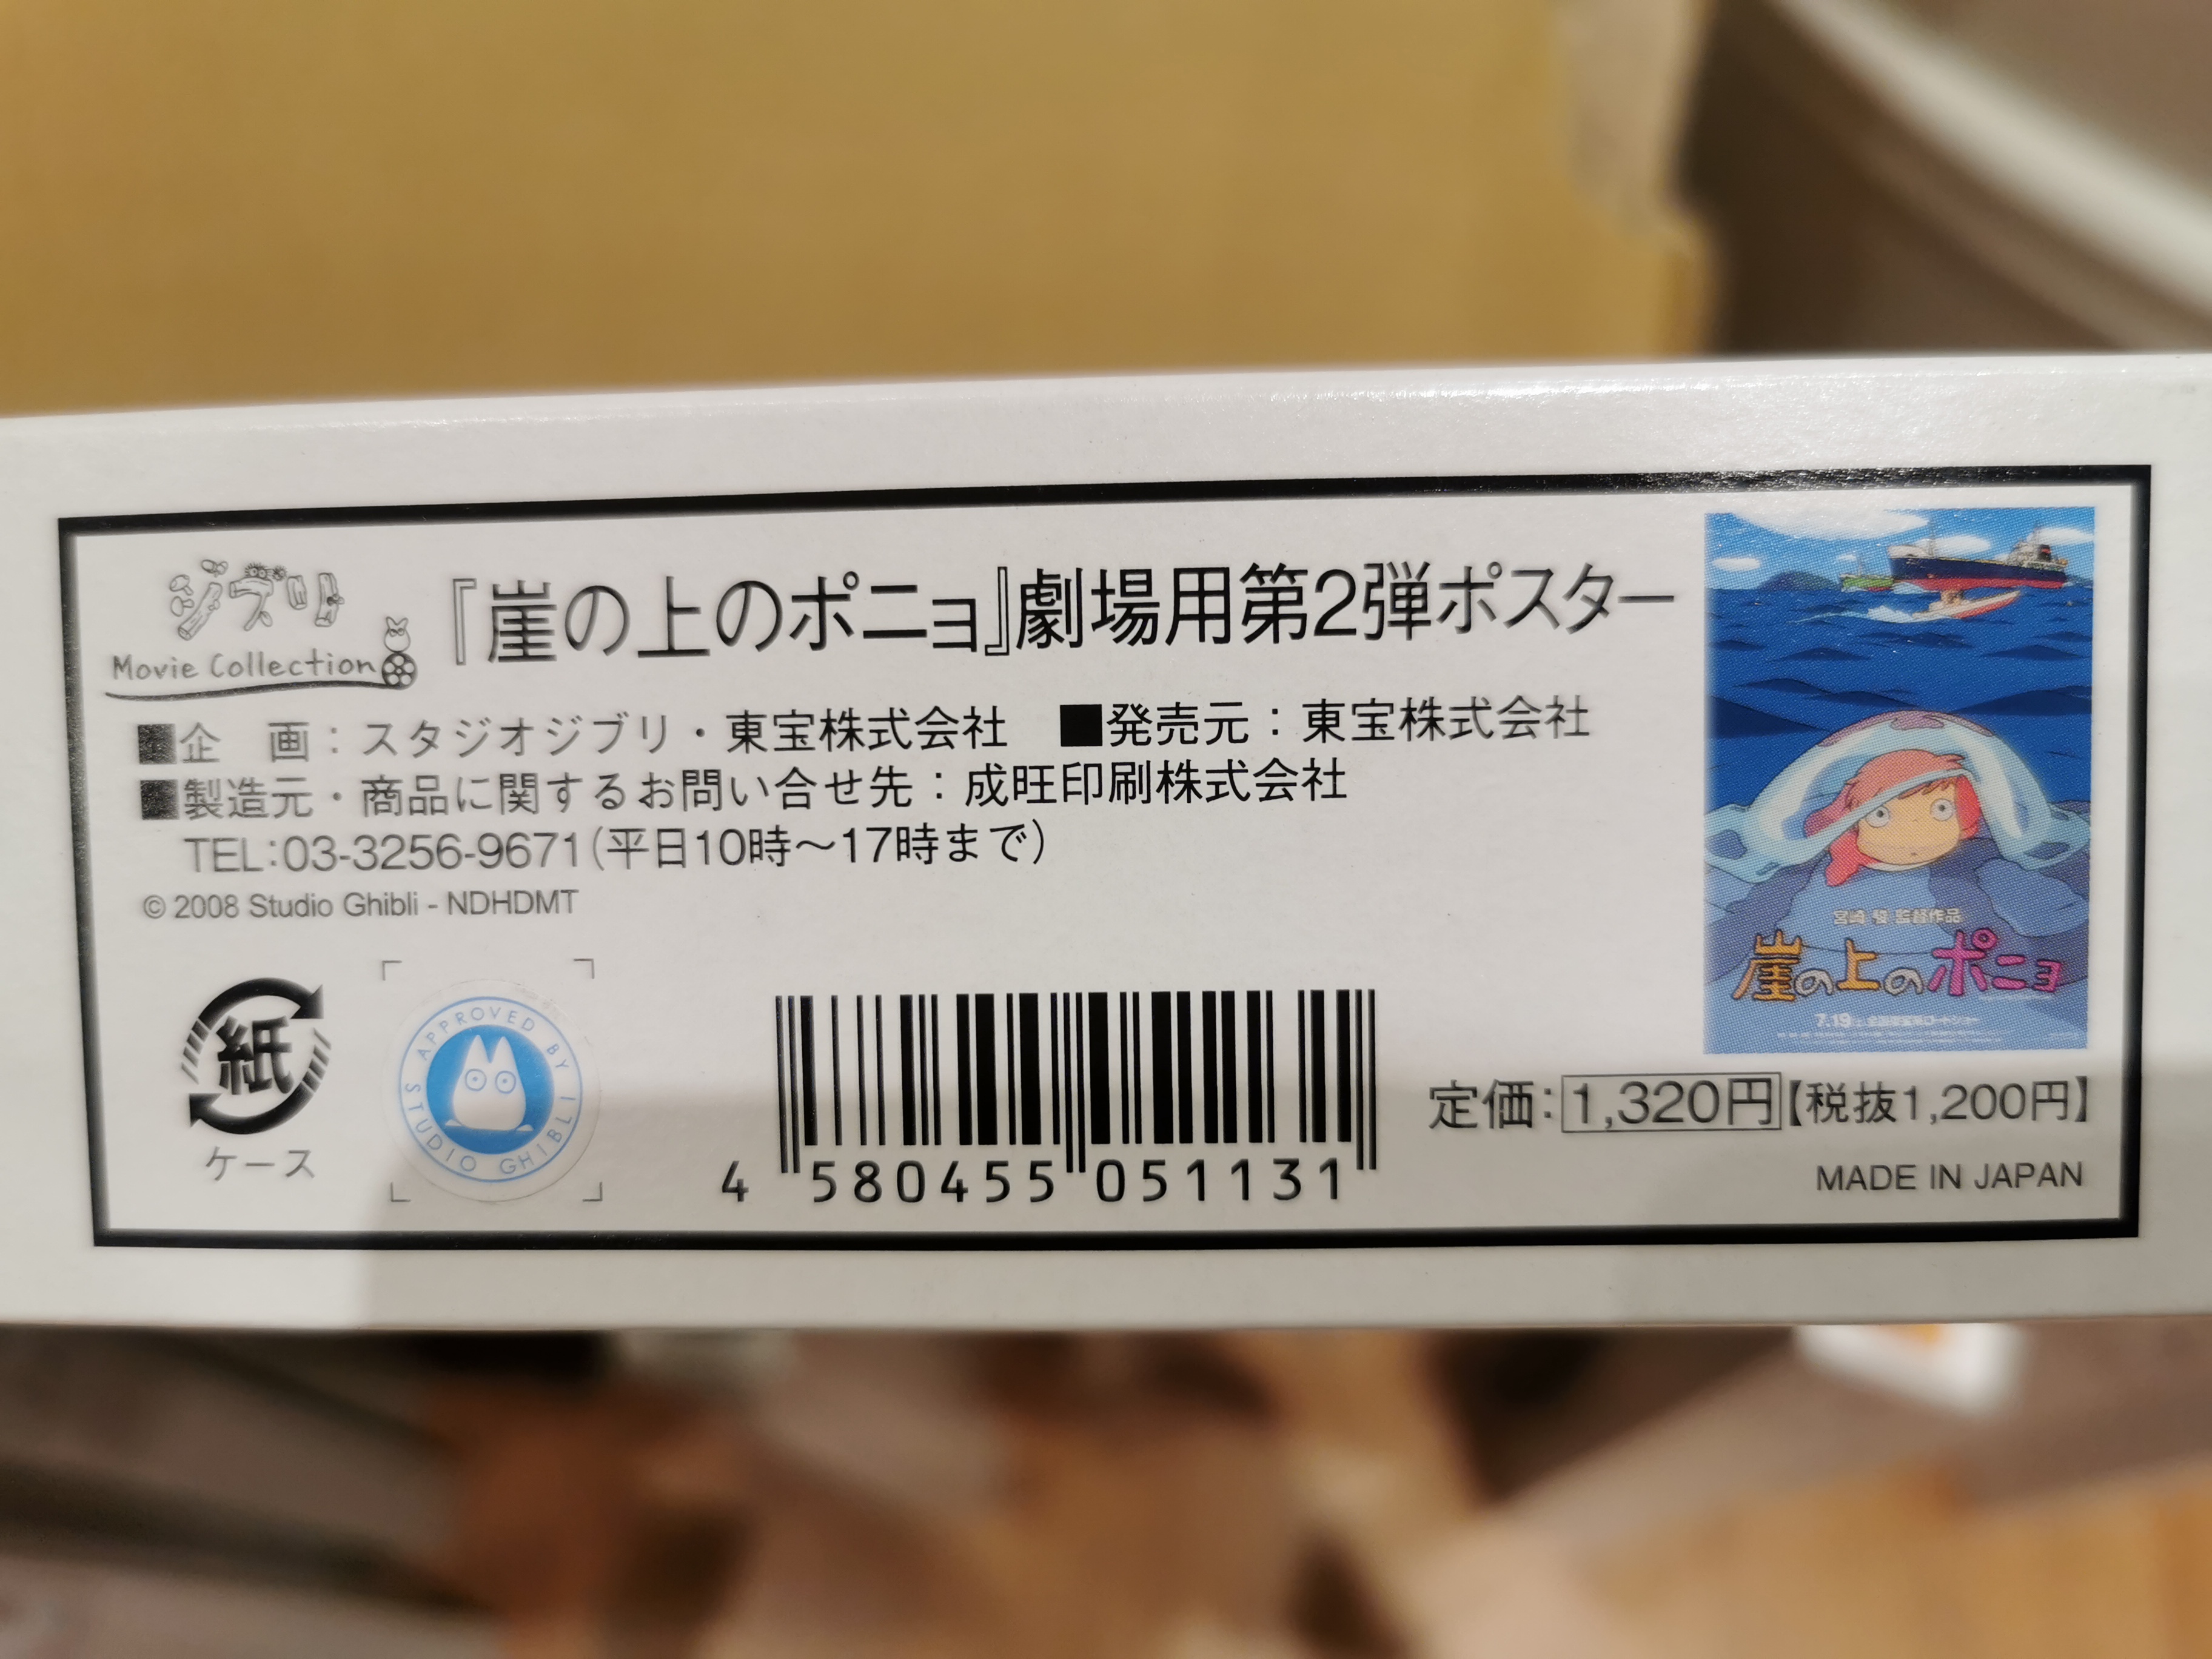 ジブリ
Movie Collection
『崖の上のポニョ』劇場用第2弾ポスター
■企　画：スタジオジブリ・東宝株式会社　■発売元：東宝株式会社
■製造元・商品に関するお問い合せ先：成旺印刷株式会社
TEL:03-3256-9671(平日10時〜17時まで)
© 2008 Studio Ghibli - NDHDMT
紙
ケース
APPROVED BY
STUDIO GHIBLI
4 580455 051131
宮崎 駿 監督作品
崖の上のポニョ
7.19
定価:1,320円【税抜1,200円】
MADE IN JAPAN